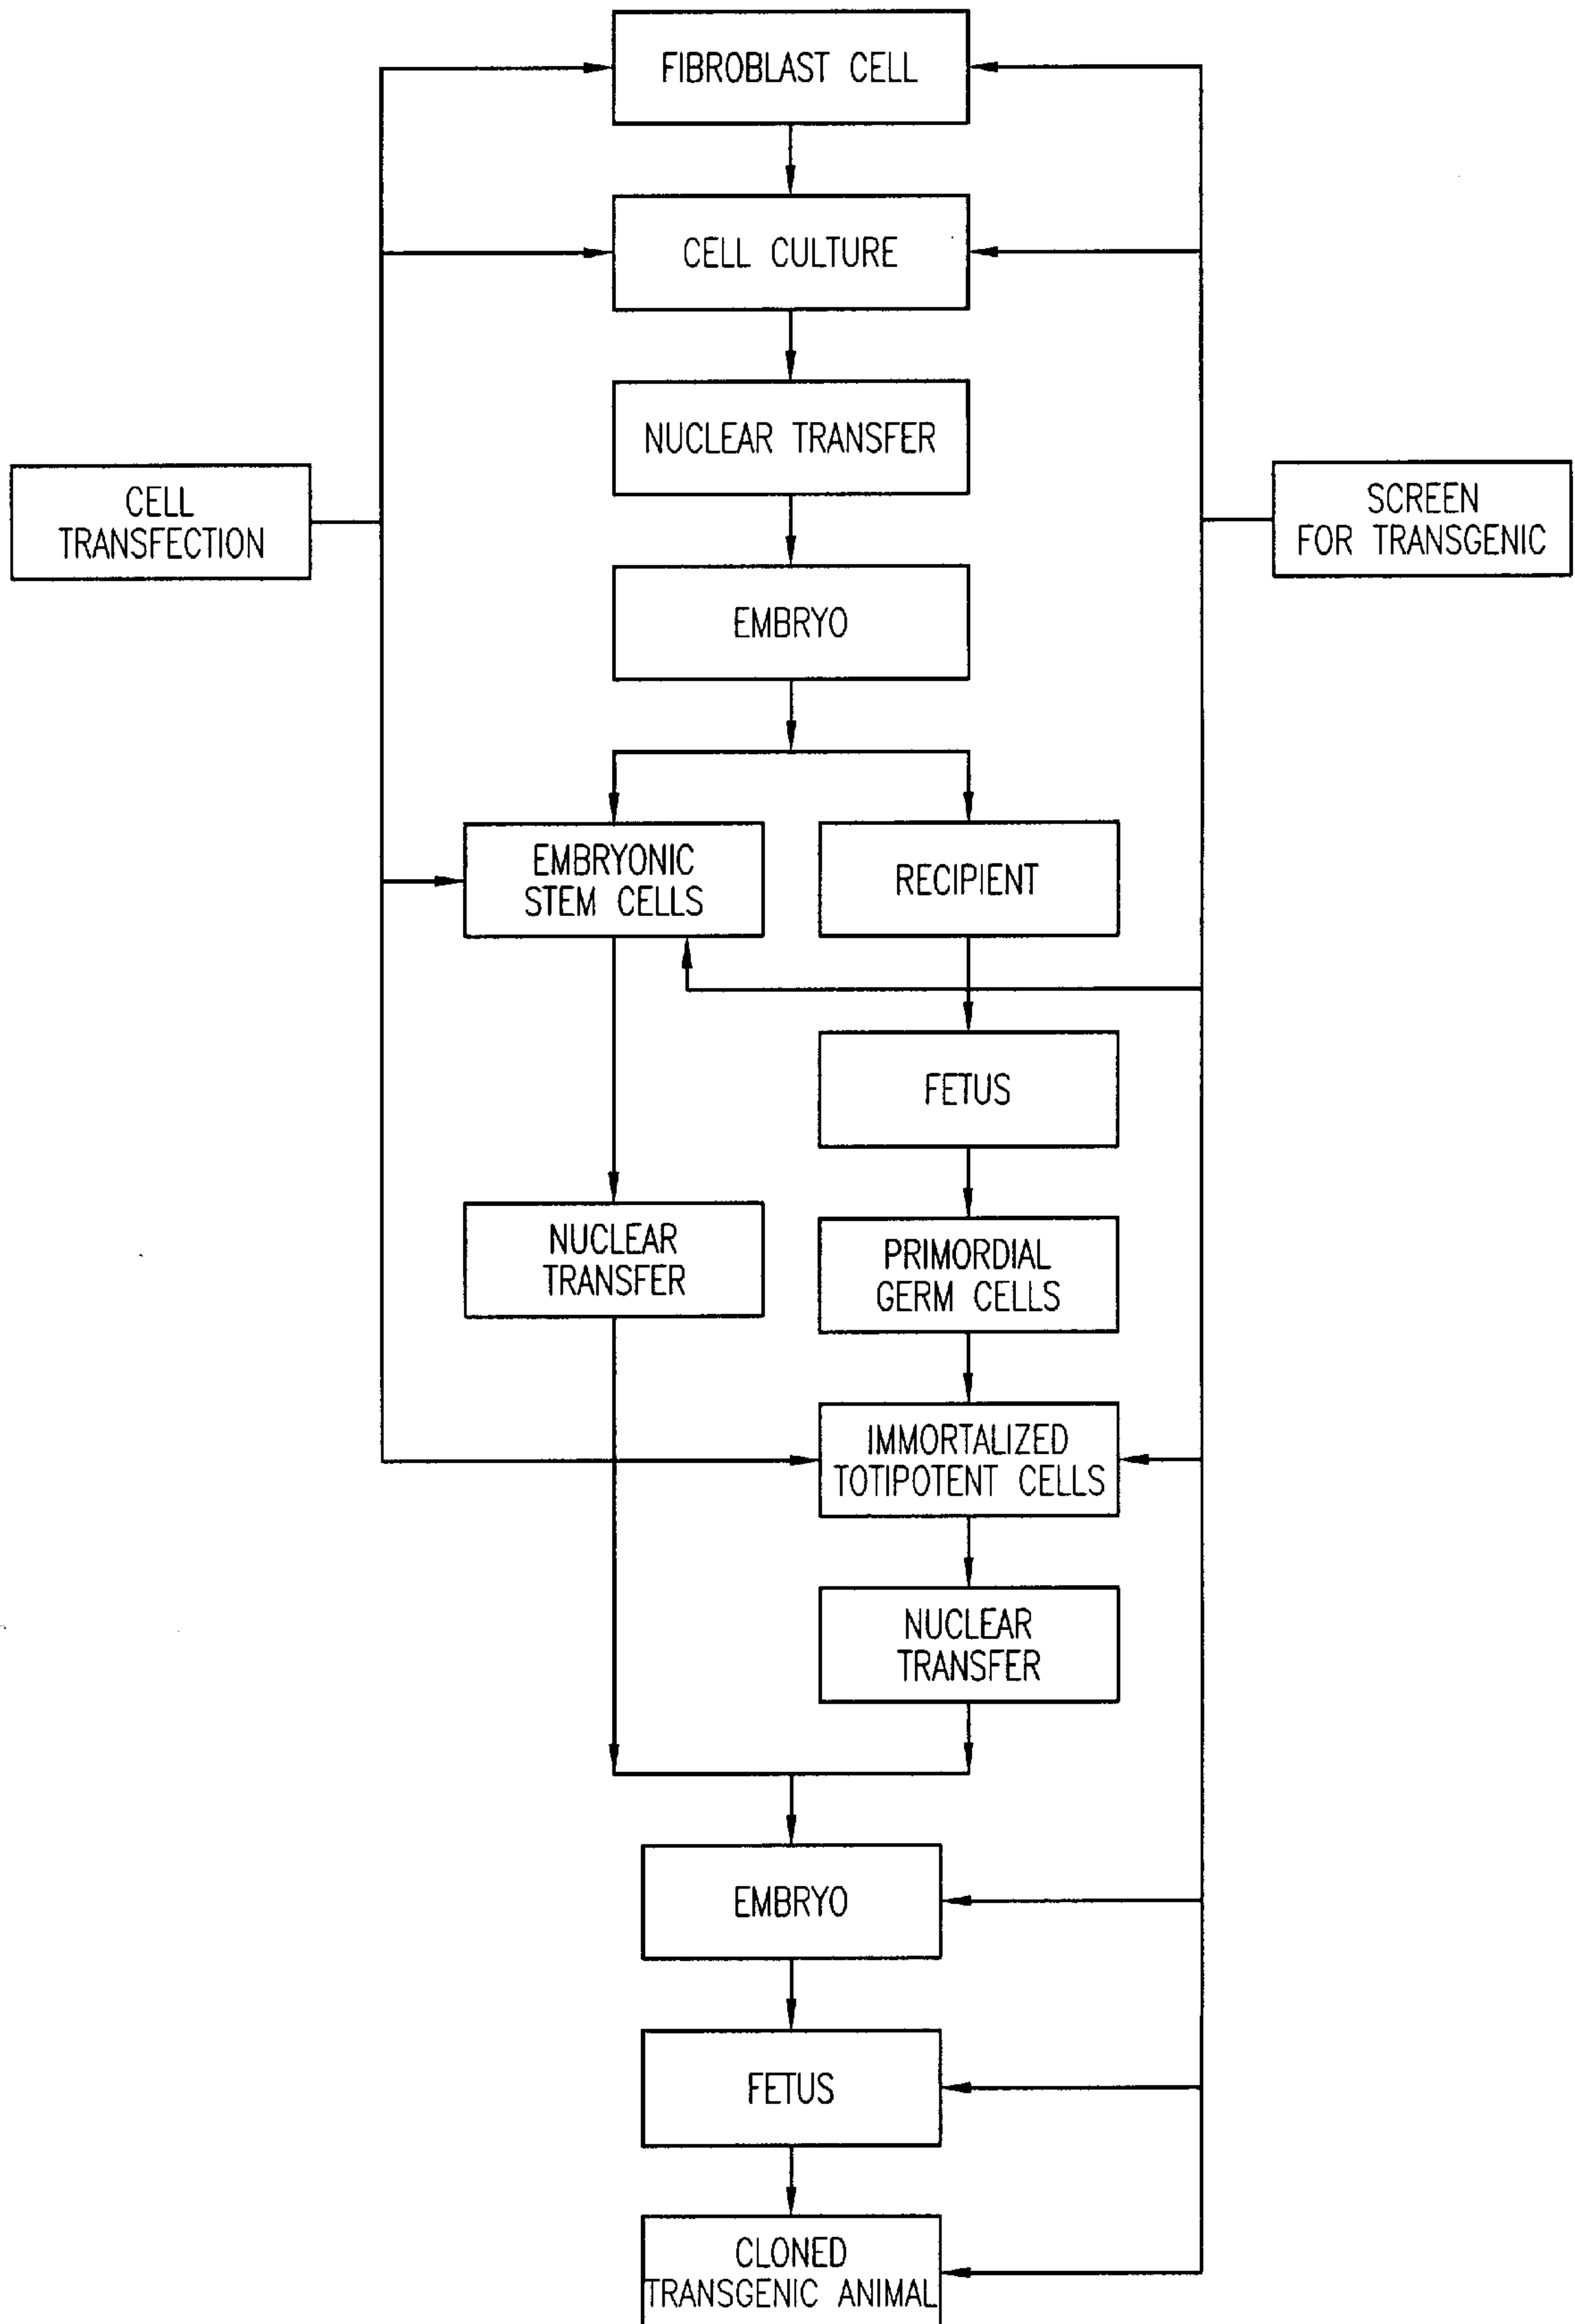 FIBROBLAST CELL
CELL CULTURE
NUCLEAR TRANSFER
CELL
TRANSFECTION
SCREEN
FOR TRANSGENIC
EMBRYO
EMBRYONIC
STEM CELLS
RECIPIENT
FETUS
NUCLEAR
TRANSFER
PRIMORDIAL
GERM CELLS
IMMORTALIZED
TOTIPOTENT CELLS
NUCLEAR
TRANSFER
EMBRYO
FETUS
CLONED
TRANSGENIC ANIMAL